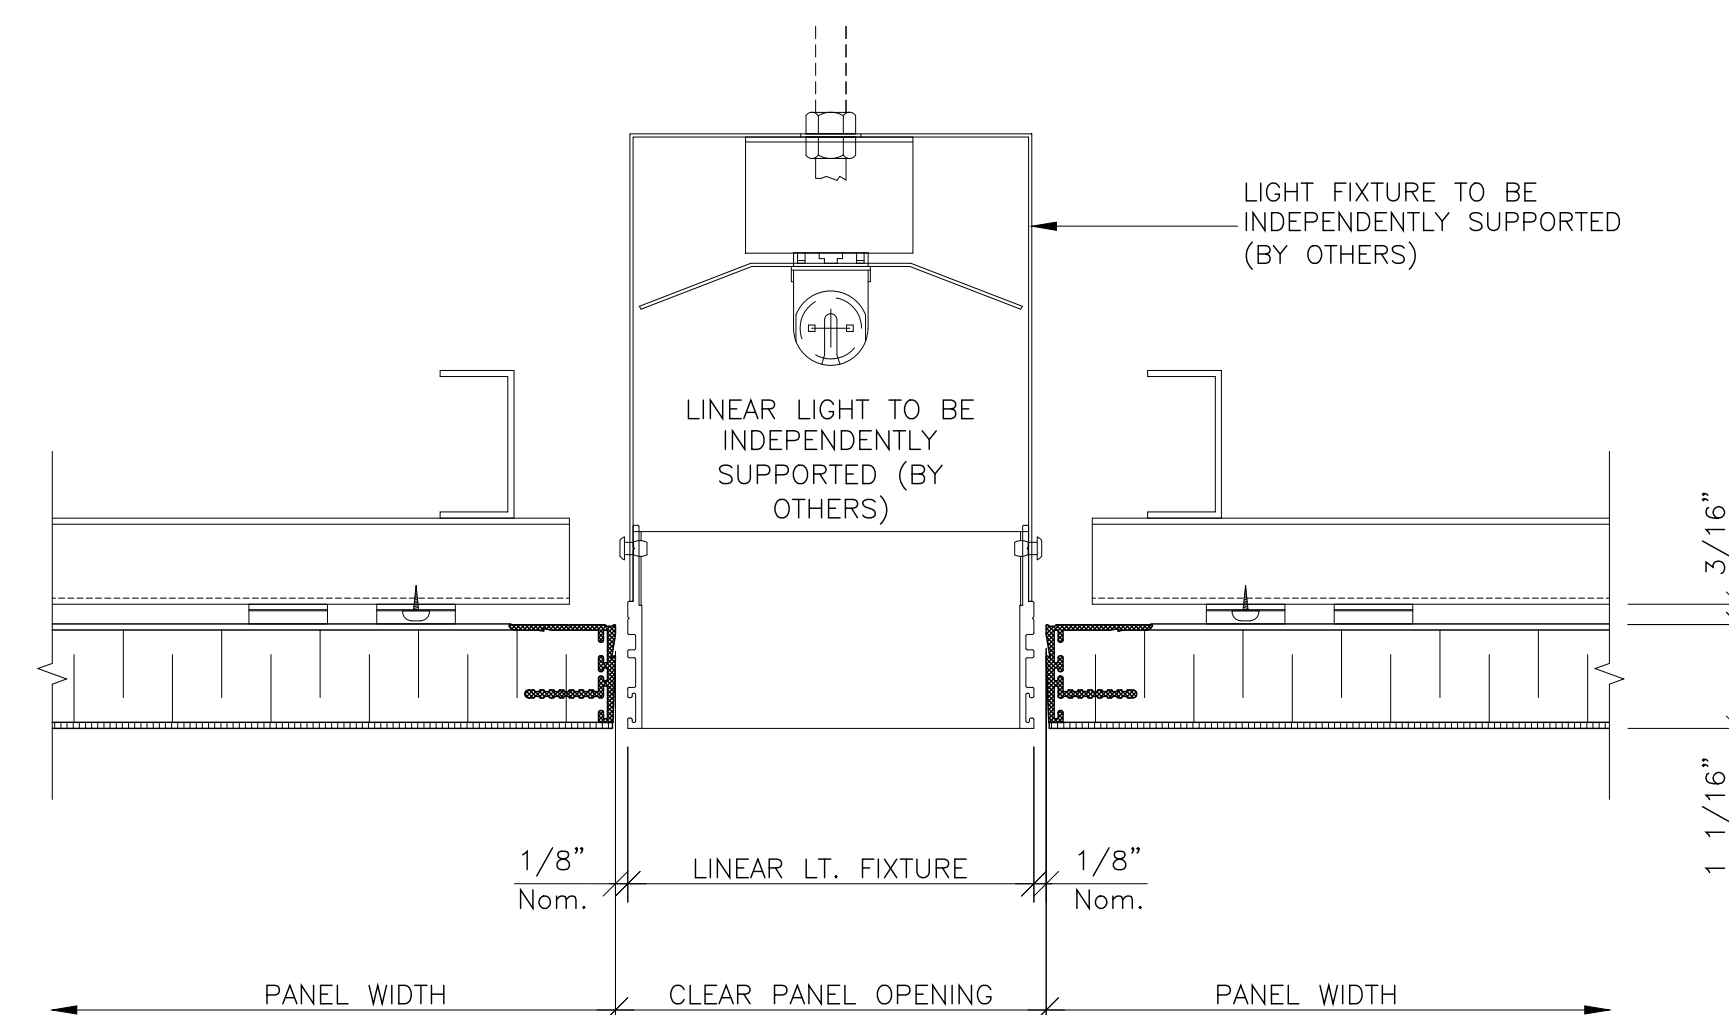 LIGHT FIXTURE TO BE
INDEPENDENTLY SUPPORTED
(BY OTHERS)
LINEAR LIGHT TO BE
INDEPENDENTLY
SUPPORTED (BY
OTHERS)
3/16"
1 1/16"
1/8"
Nom.
LINEAR LT. FIXTURE
1/8"
Nom.
PANEL WIDTH
CLEAR PANEL OPENING
PANEL WIDTH